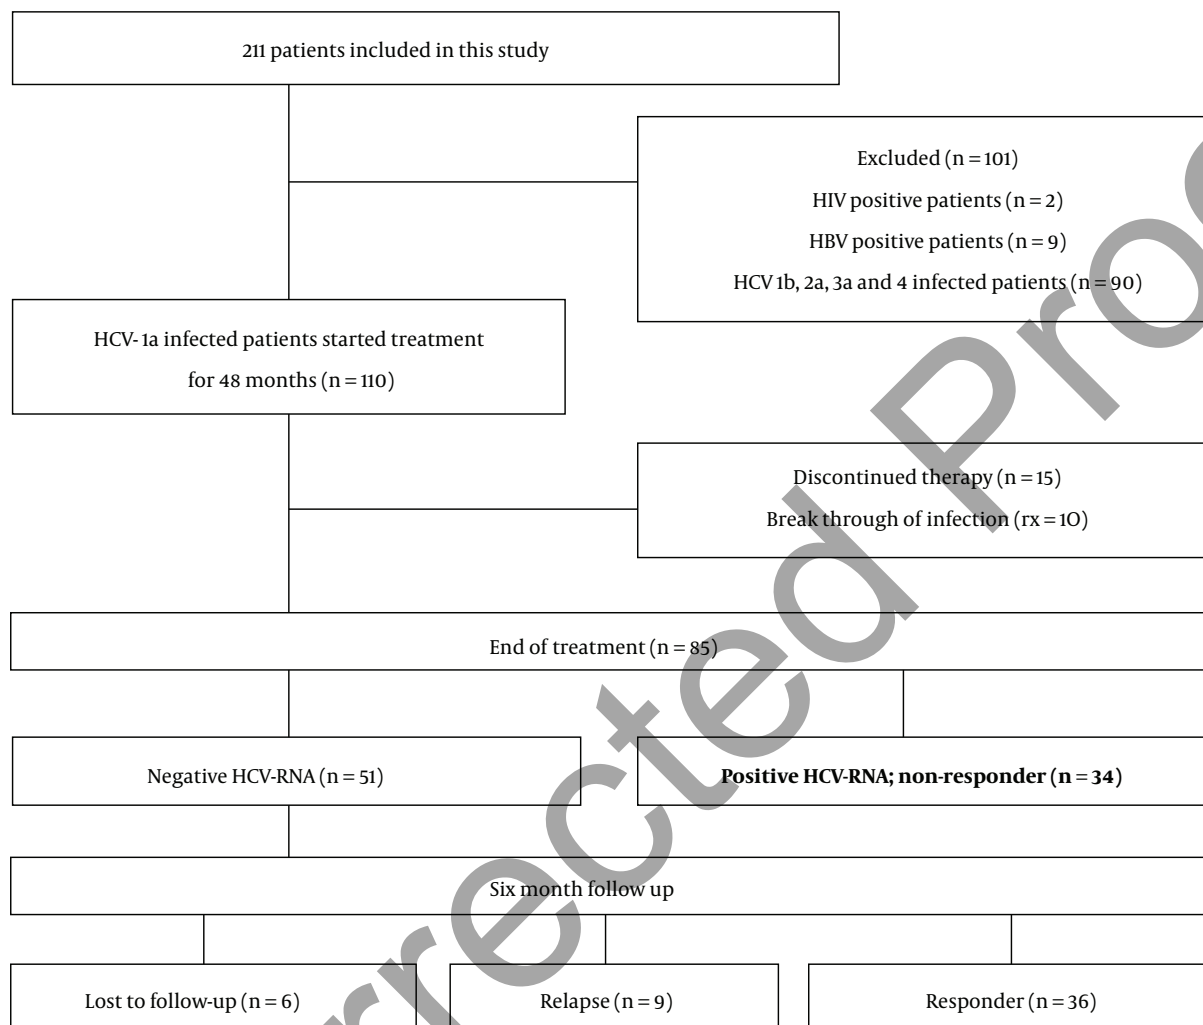 211 patients included in this study
Excluded (n = 101)
HIV positive patients (n = 2)
HBV positive patients (n = 9)
HCV 1b, 2a, 3a and 4 infected patients (n = 90)
HCV- 1a infected patients started treatment
for 48 months (n = 110)
Discontinued therapy (n = 15)
Break through of infection (rx = 1O)
End of treatment (n = 85)
Negative HCV-RNA (n = 51)
Positive HCV-RNA; non-responder (n = 34)
Six month follow up
Lost to follow-up (n = 6)
Relapse (n = 9)
Responder (n = 36)
rrected Pro